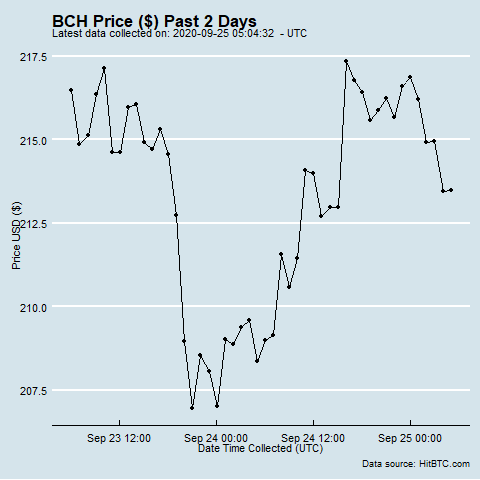 BCH Price ($) Past 2 Days
Latest data collected on: 2020-09-25 05:04:32  - UTC
217.5
215.0
212.5
210.0
207.5
Price USD ($)
Sep 23 12:00
Sep 24 00:00
Sep 24 12:00
Sep 25 00:00
Date Time Collected (UTC)
Data source: HitBTC.com